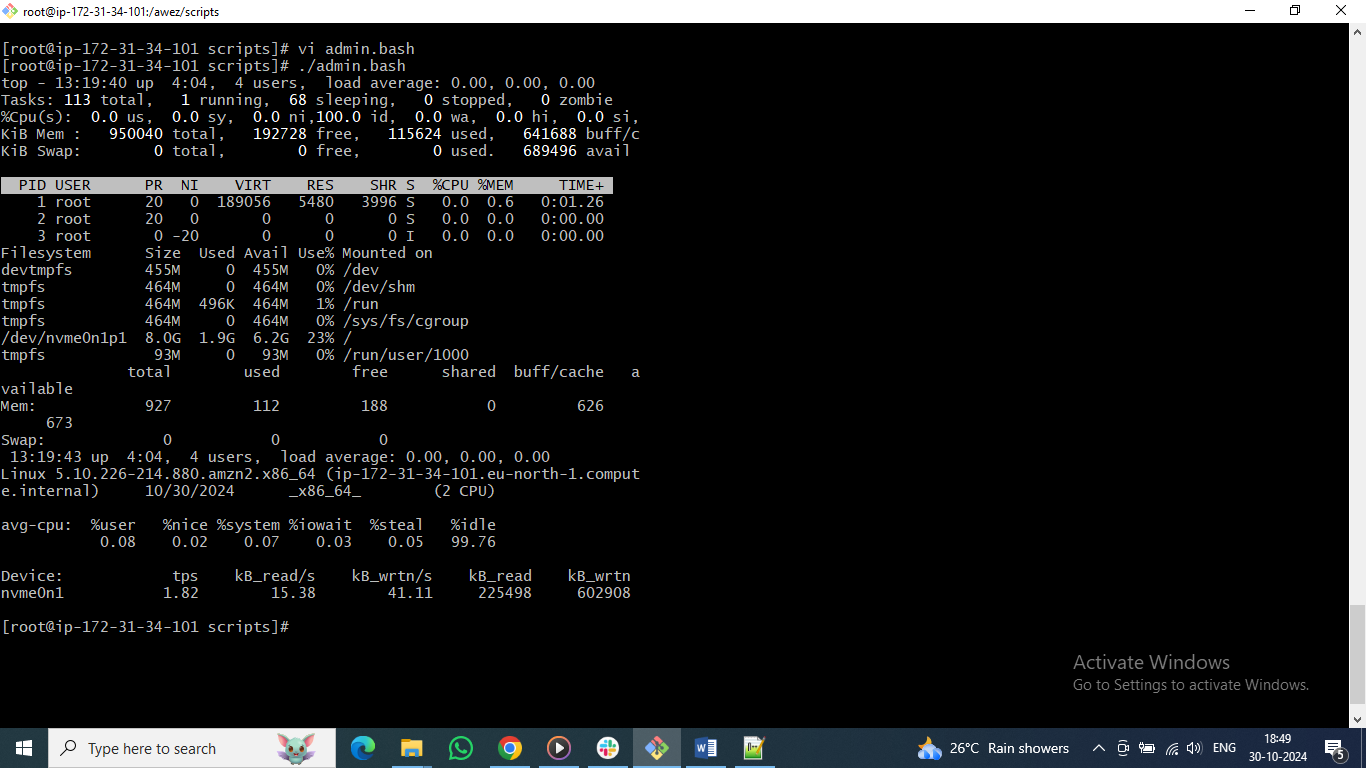 root@ip-172-31-34-101:/awez/scripts
[root@ip-172-31-34-101 scripts]# vi admin.bash
[root@ip-172-31-34-101 scripts]# ./admin.bash
top - 13:19:40 up  4:04,  4 users,  load average: 0.00, 0.00, 0.00
Tasks: 113 total,   1 running,  68 sleeping,   0 stopped,   0 zombie
%Cpu(s):  0.0 us,  0.0 sy,  0.0 ni,100.0 id,  0.0 wa,  0.0 hi,  0.0 si,
KiB Mem :   950040 total,   192728 free,   115624 used,   641688 buff/c
KiB Swap:        0 total,        0 free,        0 used.   689496 avail
  PID USER      PR  NI    VIRT    RES    SHR S  %CPU %MEM     TIME+
    1 root      20   0  189056   5480   3996 S   0.0  0.6   0:01.26
    2 root      20   0       0      0      0 S   0.0  0.0   0:00.00
    3 root       0 -20       0      0      0 I   0.0  0.0   0:00.00
Filesystem      Size  Used Avail Use% Mounted on
devtmpfs        455M     0  455M   0% /dev
tmpfs           464M     0  464M   0% /dev/shm
tmpfs           464M  496K  464M   1% /run
tmpfs           464M     0  464M   0% /sys/fs/cgroup
/dev/nvme0n1p1  8.0G  1.9G  6.2G  23% /
tmpfs            93M     0   93M   0% /run/user/1000
              total        used        free      shared  buff/cache   a
vailable
Mem:            927         112         188           0         626
     673
Swap:             0           0           0
 13:19:43 up  4:04,  4 users,  load average: 0.00, 0.00, 0.00
Linux 5.10.226-214.880.amzn2.x86_64 (ip-172-31-34-101.eu-north-1.comput
e.internal)     10/30/2024      _x86_64_        (2 CPU)
avg-cpu:  %user   %nice %system %iowait  %steal   %idle
           0.08    0.02    0.07    0.03    0.05   99.76
Device:            tps    kB_read/s    kB_wrtn/s    kB_read    kB_wrtn
nvme0n1           1.82        15.38        41.11     225498     602908
[root@ip-172-31-34-101 scripts]#
Activate Windows
Go to Settings to activate Windows.
Type here to search
26°C Rain showers
ENG
18:49
30-10-2024
5